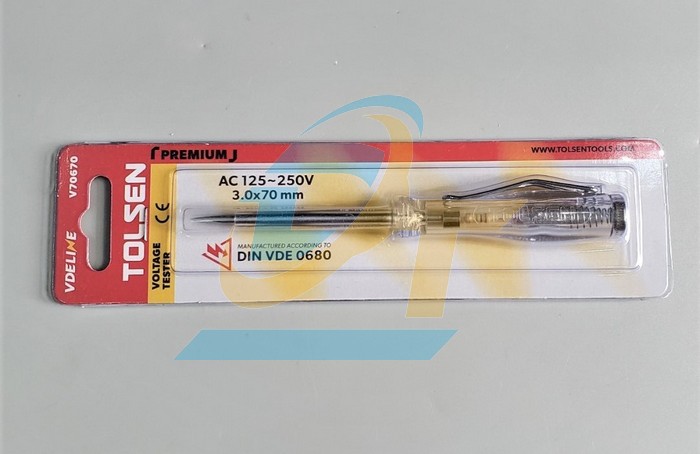 PREMIUM
WWW.TOLSENTOOLS.COM
V70670
VDELINE
TOLSEN
CE
VOLTAGE
TESTER
AC 125~250V
3.0x70 mm
MANUFACTURED ACCORDING TO
DIN VDE 0680